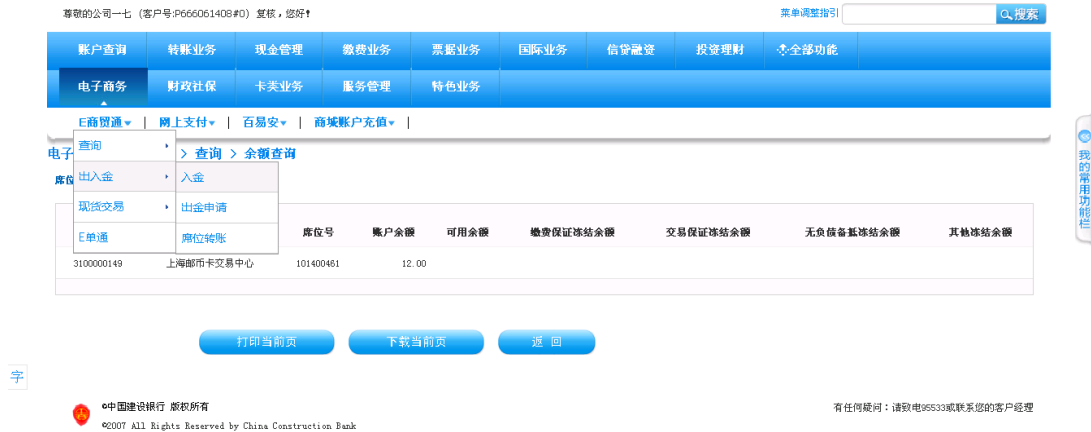 尊敬的公司一七 (客户号:P666061408#0) 复核,您好! 菜单调整指引 搜索
账户查询 转账业务 现金管理 缴费业务 票据业务 国际业务 信贷融资 投资理财 全部功能
电子商务 财政社保 卡类业务 服务管理 特色业务
E商贸通 | 网上支付 | 百易安 | 商城账户充值 |
电子 > 查询 > 余额查询
席位
查询
出入金 入金
现货交易 出金申请
E单通 席位转账
席位号 账户余额 可用余额 缴费保证冻结余额 交易保证冻结余额 无负债备抵冻结余额 其他冻结余额
3100000149 上海邮币卡交易中心 101400461 12.00
打印当前页 下载当前页 返 回
我的常用功能栏
字
©中国建设银行 版权所有 有任何疑问:请致电95533或联系您的客户经理
©2007 All Rights Reserved by China Construction Bank